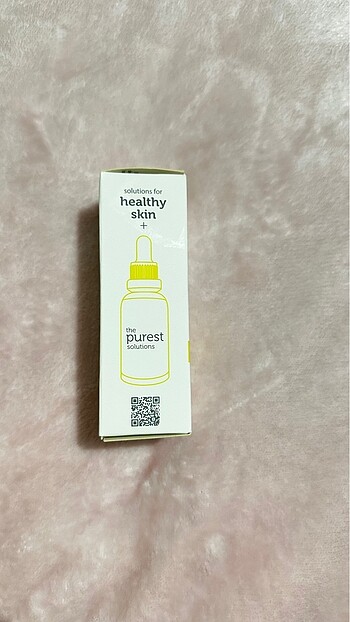 solutions for
healthy
skin
+
the
purest
solutions